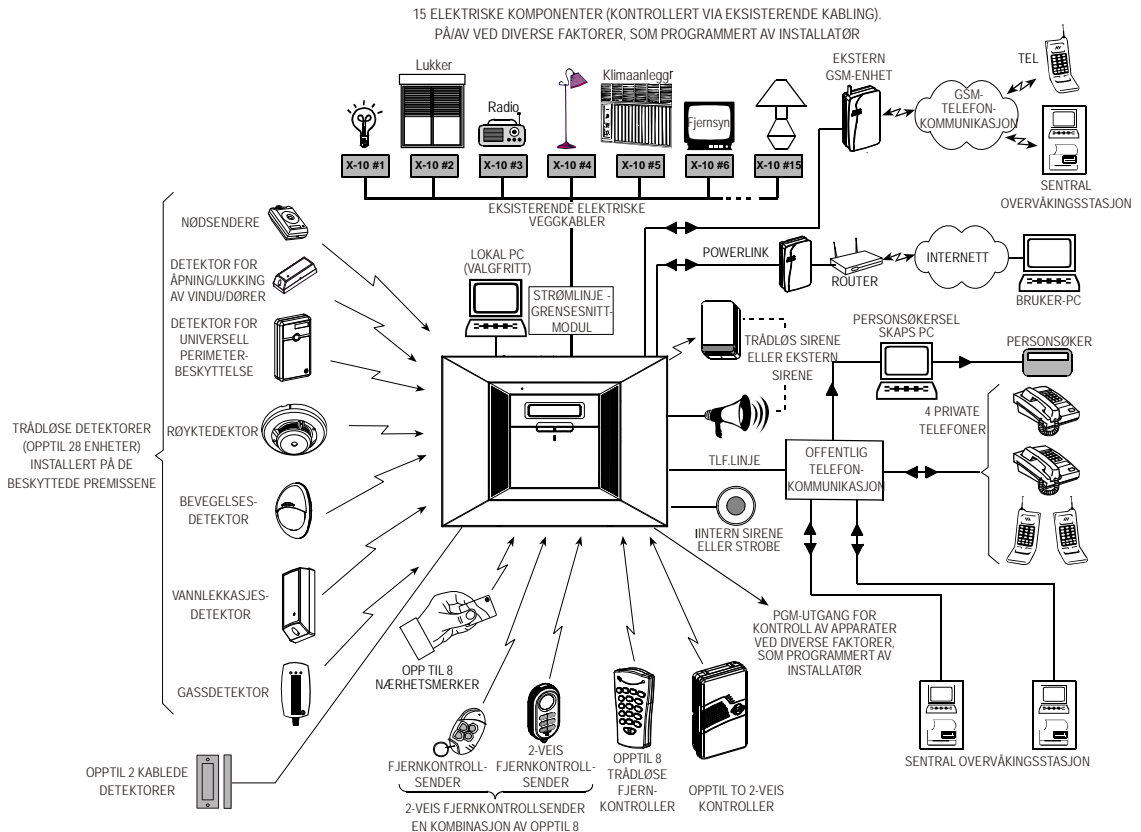 15 ELEKTRISKE KOMPONENTER (KONTROLLERT VIA EKSISTERENDE KABLING).
PÅ/AV VED DIVERSE FAKTORER, SOM PROGRAMMERT AV INSTALLATØR
Lukker
Radio
Klimaanleggr
Fjernsyn
X-10 #1
X-10 #2
X-10 #3
X-10 #4
X-10 #5
X-10 #6
X-10 #15
EKSISTERENDE ELEKTRISKE
VEGGKABLER
EKSTERN
GSM-ENHET
GSM-
TELEFON-
KOMMUNIKASJON
TEL
SENTRAL
OVERVÅKINGSSTASJON
POWERLINK
ROUTER
INTERNETT
BRUKER-PC
LOKAL PC
(VALGFRITT)
STRØMLINJE -
GRENSESNITT-
MODUL
TRÅDLØS SIRENE
ELLER EKSTERN
SIRENE
PERSONSØKERSEL
SKAPS PC
PERSONSØKER
4 PRIVATE
TELEFONER
TLF.LINJE
OFFENTLIG
TELEFON-
KOMMUNIKASJON
IINTERN SIRENE
ELLER STROBE
PGM-UTGANG FOR
KONTROLL AV APPARATER
VED DIVERSE FAKTORER,
SOM PROGRAMMERT AV
INSTALLATØR
SENTRAL OVERVÅKINGSSTASJON
TRÅDLØSE DETEKTORER
(OPPTIL 28 ENHETER)
INSTALLERT PÅ DE
BESKYTTEDE PREMISSENE
NØDSENDERE
DETEKTOR FOR
ÅPNING/LUKKING
AV VINDU/DØRER
DETEKTOR FOR
UNIVERSELL
PERIMETER-
BESKYTTELSE
RØYKTEDEKTOR
BEVEGELSES-
DETEKTOR
VANNLEKKASJES-
DETEKTOR
GASSDETEKTOR
OPPTIL 2 KABLEDE
DETEKTORER
OPP TIL 8
NÆRHETSMERKER
FJERNKONTROLL-
SENDER
2-VEIS
FJERNKONTROLL-
SENDER
2-VEIS FJERNKONTROLLSENDER
EN KOMBINASJON AV OPPTIL 8
OPPTIL 8
TRÅDLØSE
FJERN-
KONTROLLER
OPPTIL TO 2-VEIS
KONTROLLER